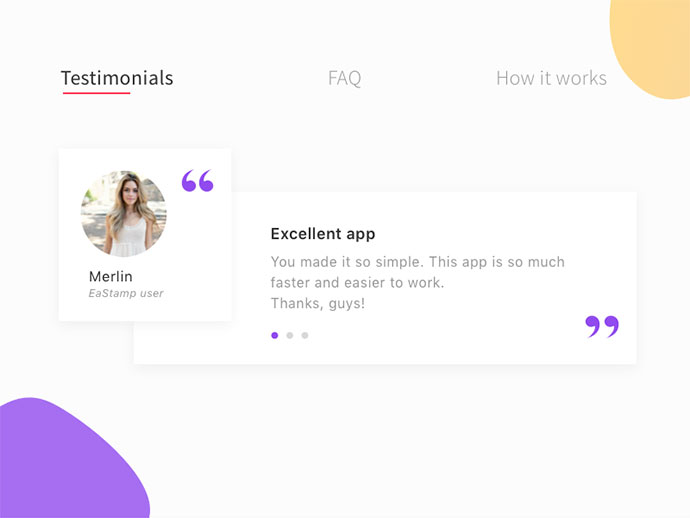 Testimonials
FAQ
How it works
“
Merlin
EaStamp user
Excellent app
You made it so simple. This app is so much
faster and easier to work.
Thanks, guys!
”